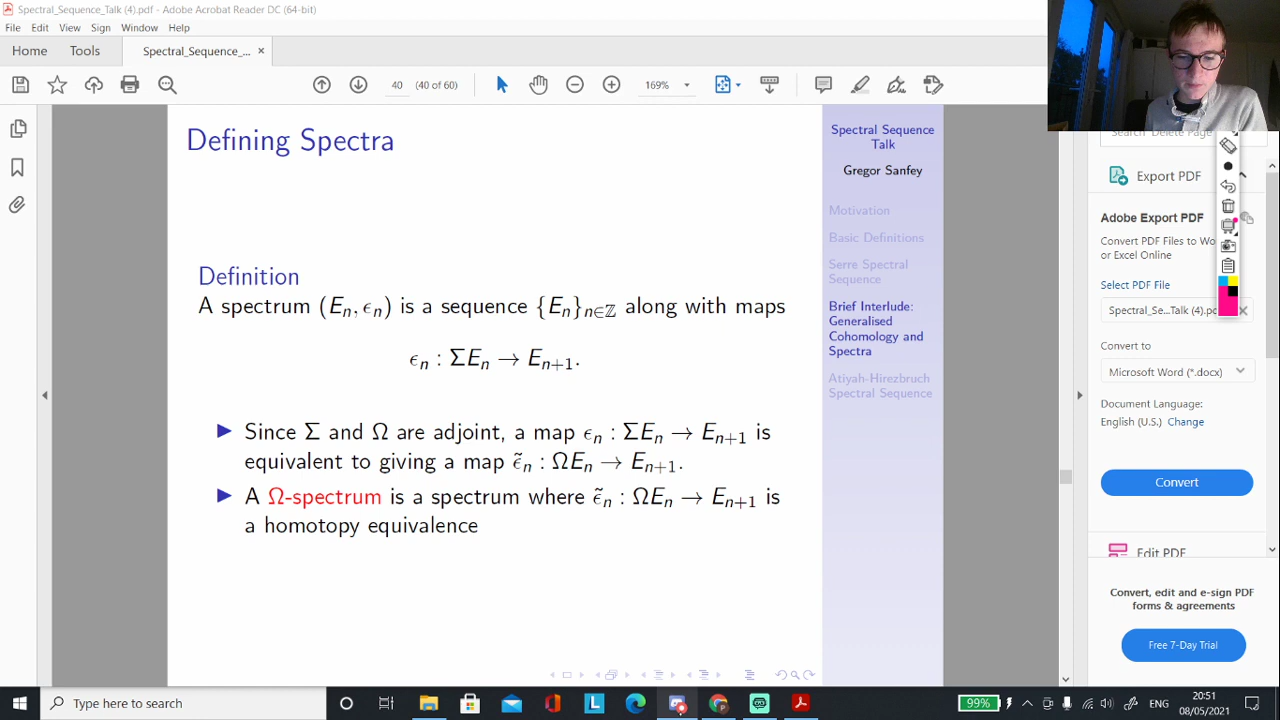 Spectral_Sequence_Talk (4).pdf - Adobe Acrobat Reader DC (64-bit)
File Edit View Sign Window Help
Home Tools Spectral_Sequence_... ×
40 (40 of 60) 169%
Search 'Delete Page
Defining Spectra
Definition
A spectrum (Eₙ, ϵₙ) is a sequence {Eₙ}ₙ∈ℤ along with maps
ϵₙ : ΣEₙ → Eₙ₊₁.
▶ Since Σ and Ω are adjoint, a map ϵₙ : ΣEₙ → Eₙ₊₁ is
equivalent to giving a map ϵ̃ₙ : ΩEₙ → Eₙ₊₁.
▶ A Ω-spectrum is a spectrum where ϵ̃ₙ : ΩEₙ → Eₙ₊₁ is
a homotopy equivalence
Spectral Sequence
Talk
Gregor Sanfey
Motivation
Basic Definitions
Serre Spectral
Sequence
Brief Interlude:
Generalised
Cohomology and
Spectra
Atiyah-Hirezbruch
Spectral Sequence
Export PDF
Adobe Export PDF
Convert PDF Files to Wo
or Excel Online
Select PDF File
Spectral_Se...Talk (4).pd
Convert to
Microsoft Word (*.docx)
Document Language:
English (U.S.) Change
Convert
Edit PDF
Convert, edit and e-sign PDF
forms & agreements
Free 7-Day Trial
Type here to search
99%
ENG
20:51
08/05/2021